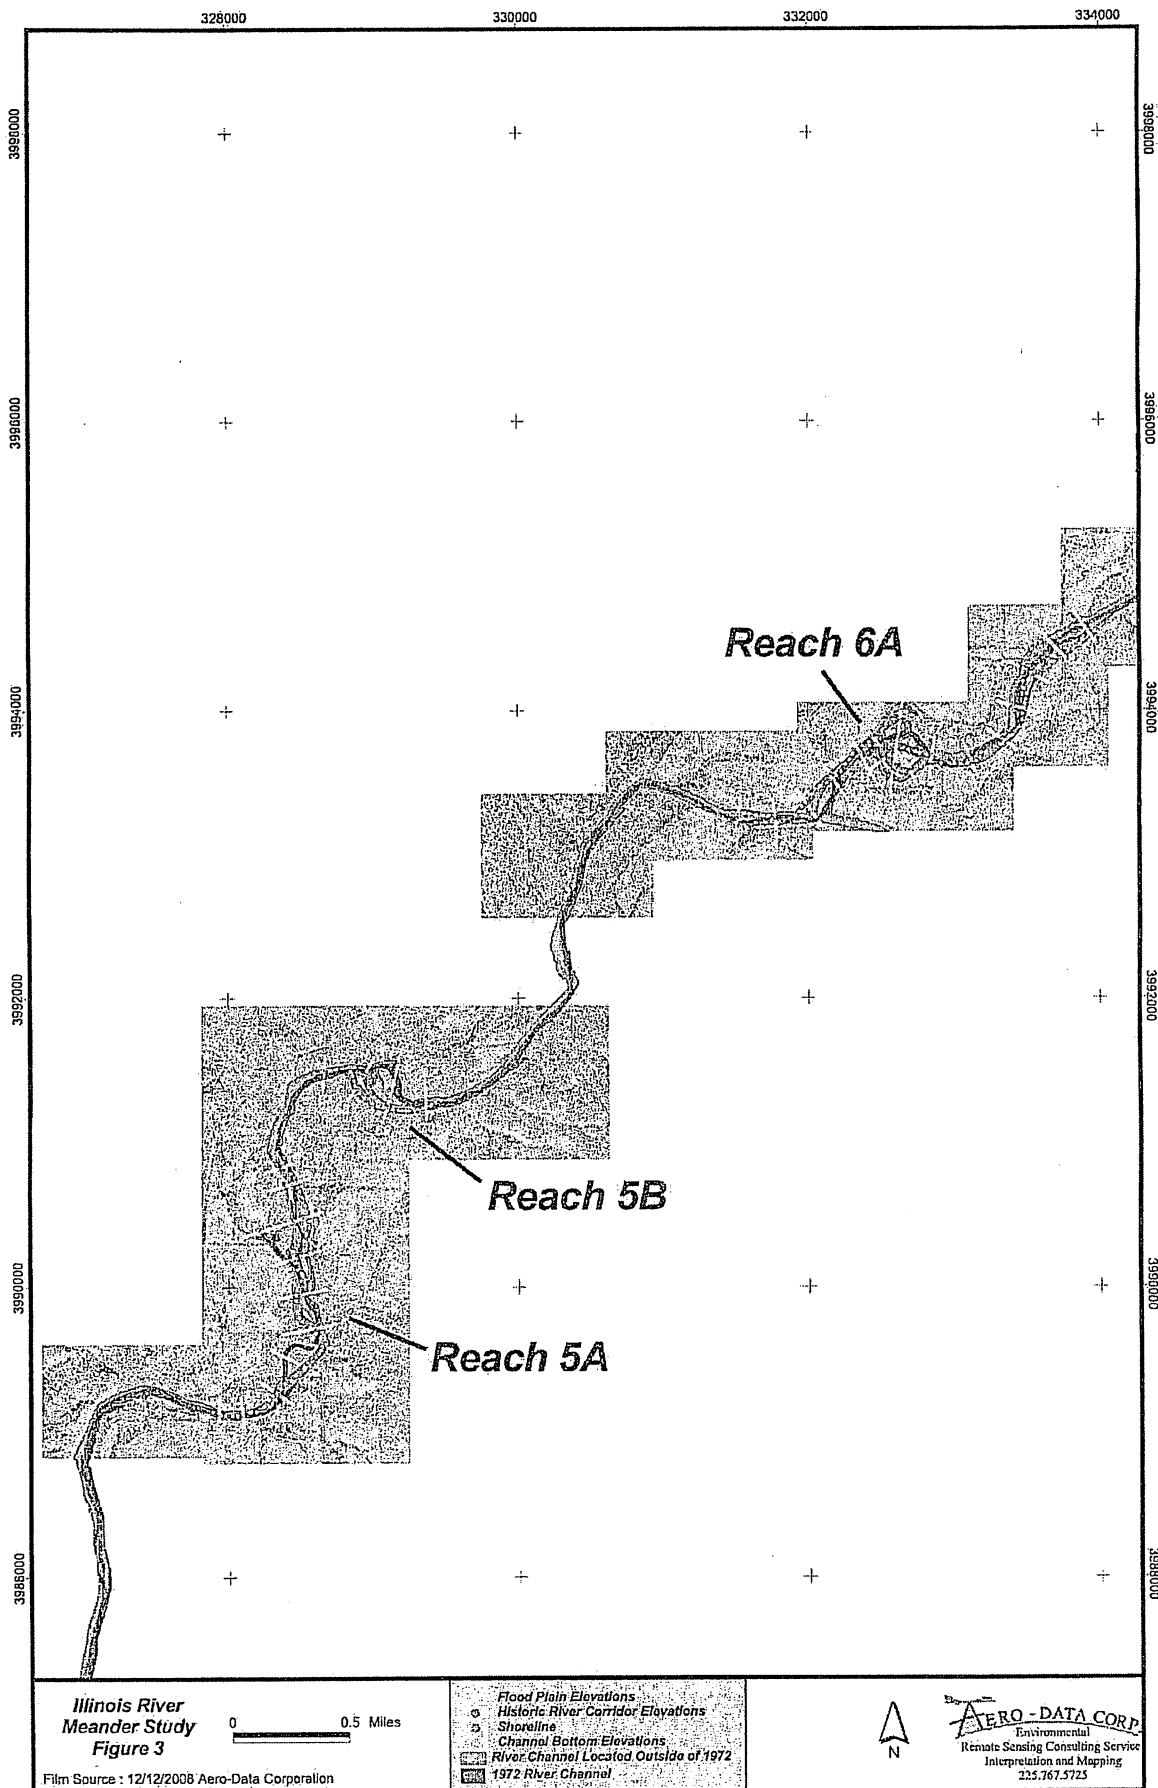 328000 330000 332000 334000
3998000 3998000
3996000 3996000
Reach 6A
3994000 3994000
3992000 3992000
Reach 5B
3990000 3990000
Reach 5A
3988000 3988000
Illinois River
Meander Study
Figure 3
0 0.5 Miles
Film Source : 12/12/2008 Aero-Data Corporation
Flood Plain Elevations
Historic River Corridor Elevations
Shoreline
Channel Bottom Elevations
River Channel Located Outside of 1972
1972 River Channel
N
AERO-DATA CORP.
Environmental
Remote Sensing Consulting Service
Interpretation and Mapping
225.767.5725